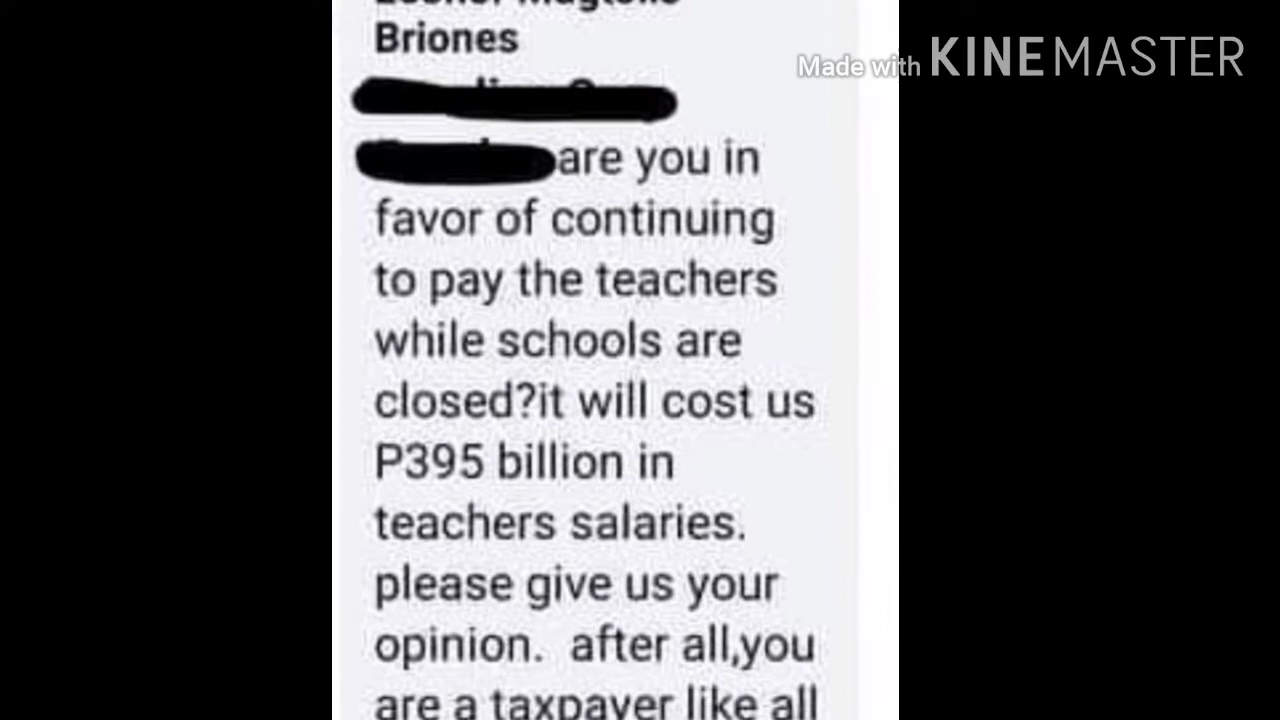 Briones
Made with KINEMASTER
are you in
favor of continuing
to pay the teachers
while schools are
closed?it will cost us
P395 billion in
teachers salaries.
please give us your
opinion. after all,you
are a taxpayer like all